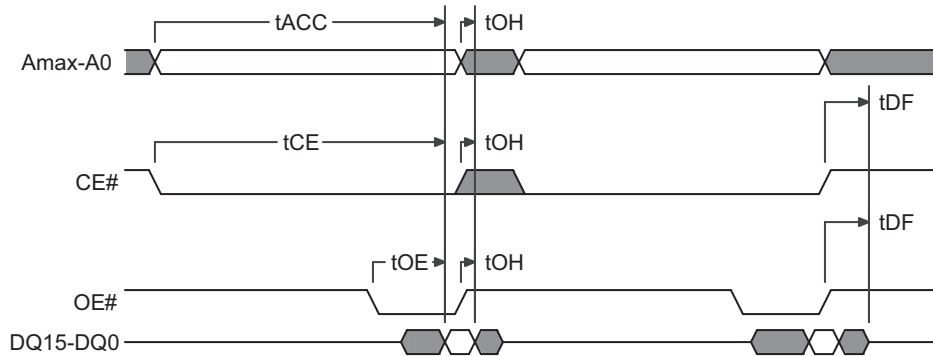 tACC
tOH
Amax-A0
tDF
tCE
tOH
CE#
tDF
tOE
tOH
OE#
DQ15-DQ0